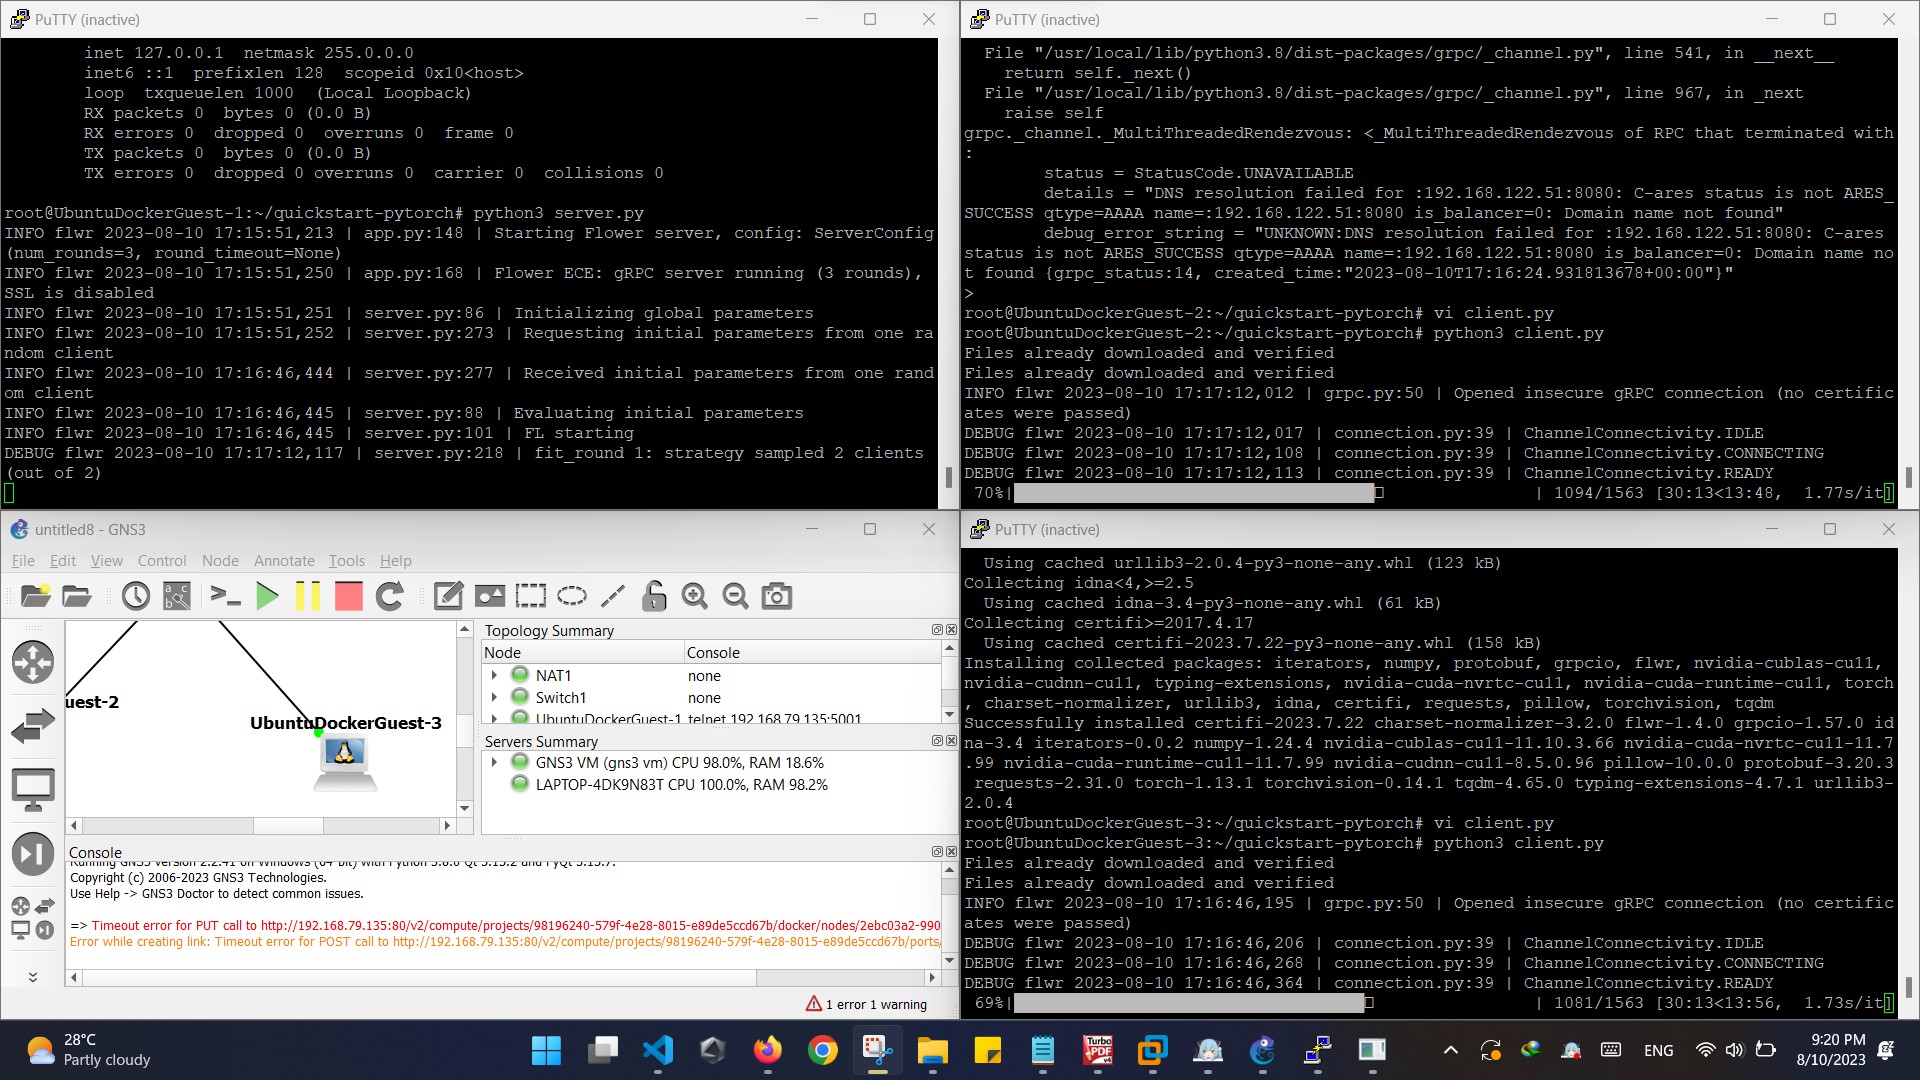 PuTTY (inactive)
inet 127.0.0.1  netmask 255.0.0.0
inet6 ::1  prefixlen 128  scopeid 0x10<host>
loop  txqueuelen 1000  (Local Loopback)
RX packets 0  bytes 0 (0.0 B)
RX errors 0  dropped 0  overruns 0  frame 0
TX packets 0  bytes 0 (0.0 B)
TX errors 0  dropped 0 overruns 0  carrier 0  collisions 0
root@UbuntuDockerGuest-1:~/quickstart-pytorch# python3 server.py
INFO flwr 2023-08-10 17:15:51,213 | app.py:148 | Starting Flower server, config: ServerConfig
(num_rounds=3, round_timeout=None)
INFO flwr 2023-08-10 17:15:51,250 | app.py:168 | Flower ECE: gRPC server running (3 rounds),
SSL is disabled
INFO flwr 2023-08-10 17:15:51,251 | server.py:86 | Initializing global parameters
INFO flwr 2023-08-10 17:15:51,252 | server.py:273 | Requesting initial parameters from one ra
ndom client
INFO flwr 2023-08-10 17:16:46,444 | server.py:277 | Received initial parameters from one rand
om client
INFO flwr 2023-08-10 17:16:46,445 | server.py:88 | Evaluating initial parameters
INFO flwr 2023-08-10 17:16:46,445 | server.py:101 | FL starting
DEBUG flwr 2023-08-10 17:17:12,117 | server.py:218 | fit_round 1: strategy sampled 2 clients
(out of 2)
PuTTY (inactive)
File "/usr/local/lib/python3.8/dist-packages/grpc/_channel.py", line 541, in __next__
return self._next()
File "/usr/local/lib/python3.8/dist-packages/grpc/_channel.py", line 967, in _next
raise self
grpc._channel._MultiThreadedRendezvous: <_MultiThreadedRendezvous of RPC that terminated with
:
status = StatusCode.UNAVAILABLE
details = "DNS resolution failed for :192.168.122.51:8080: C-ares status is not ARES_
SUCCESS qtype=AAAA name=:192.168.122.51:8080 is_balancer=0: Domain name not found"
debug_error_string = "UNKNOWN:DNS resolution failed for :192.168.122.51:8080: C-ares
status is not ARES_SUCCESS qtype=AAAA name=:192.168.122.51:8080 is_balancer=0: Domain name no
t found {grpc_status:14, created_time:"2023-08-10T17:16:24.931813678+00:00"}"
>
root@UbuntuDockerGuest-2:~/quickstart-pytorch# vi client.py
root@UbuntuDockerGuest-2:~/quickstart-pytorch# python3 client.py
Files already downloaded and verified
Files already downloaded and verified
INFO flwr 2023-08-10 17:17:12,012 | grpc.py:50 | Opened insecure gRPC connection (no certific
ates were passed)
DEBUG flwr 2023-08-10 17:17:12,017 | connection.py:39 | ChannelConnectivity.IDLE
DEBUG flwr 2023-08-10 17:17:12,108 | connection.py:39 | ChannelConnectivity.CONNECTING
DEBUG flwr 2023-08-10 17:17:12,113 | connection.py:39 | ChannelConnectivity.READY
70%| | 1094/1563 [30:13<13:48,  1.77s/it]
untitled8 - GNS3
File Edit View Control Node Annotate Tools Help
uest-2
UbuntuDockerGuest-3
Topology Summary
Node Console
NAT1 none
Switch1 none
UbuntuDockerGuest-1 telnet 192.168.79.135:5001
Servers Summary
GNS3 VM (gns3 vm) CPU 98.0%, RAM 18.6%
LAPTOP-4DK9N83T CPU 100.0%, RAM 98.2%
Console
Running GNS3 version 2.2.41 on Windows (64-bit) with Python 3.8.0 Qt 5.15.2 and PyQt 5.15.7.
Copyright (c) 2006-2023 GNS3 Technologies.
Use Help -> GNS3 Doctor to detect common issues.
=> Timeout error for PUT call to http://192.168.79.135:80/v2/compute/projects/98196240-579f-4e28-8015-e89de5ccd67b/docker/nodes/2ebc03a2-990
Error while creating link: Timeout error for POST call to http://192.168.79.135:80/v2/compute/projects/98196240-579f-4e28-8015-e89de5ccd67b/ports/
1 error 1 warning
PuTTY (inactive)
Using cached urllib3-2.0.4-py3-none-any.whl (123 kB)
Collecting idna<4,>=2.5
Using cached idna-3.4-py3-none-any.whl (61 kB)
Collecting certifi>=2017.4.17
Using cached certifi-2023.7.22-py3-none-any.whl (158 kB)
Installing collected packages: iterators, numpy, protobuf, grpcio, flwr, nvidia-cublas-cu11,
nvidia-cudnn-cu11, typing-extensions, nvidia-cuda-nvrtc-cu11, nvidia-cuda-runtime-cu11, torch
, charset-normalizer, urllib3, idna, certifi, requests, pillow, torchvision, tqdm
Successfully installed certifi-2023.7.22 charset-normalizer-3.2.0 flwr-1.4.0 grpcio-1.57.0 id
na-3.4 iterators-0.0.2 numpy-1.24.4 nvidia-cublas-cu11-11.10.3.66 nvidia-cuda-nvrtc-cu11-11.7
.99 nvidia-cuda-runtime-cu11-11.7.99 nvidia-cudnn-cu11-8.5.0.96 pillow-10.0.0 protobuf-3.20.3
requests-2.31.0 torch-1.13.1 torchvision-0.14.1 tqdm-4.65.0 typing-extensions-4.7.1 urllib3-
2.0.4
root@UbuntuDockerGuest-3:~/quickstart-pytorch# vi client.py
root@UbuntuDockerGuest-3:~/quickstart-pytorch# python3 client.py
Files already downloaded and verified
Files already downloaded and verified
INFO flwr 2023-08-10 17:16:46,195 | grpc.py:50 | Opened insecure gRPC connection (no certific
ates were passed)
DEBUG flwr 2023-08-10 17:16:46,206 | connection.py:39 | ChannelConnectivity.IDLE
DEBUG flwr 2023-08-10 17:16:46,268 | connection.py:39 | ChannelConnectivity.CONNECTING
DEBUG flwr 2023-08-10 17:16:46,364 | connection.py:39 | ChannelConnectivity.READY
69%| | 1081/1563 [30:13<13:56,  1.73s/it]
28°C
Partly cloudy
Turbo
PDF
ENG
9:20 PM
8/10/2023